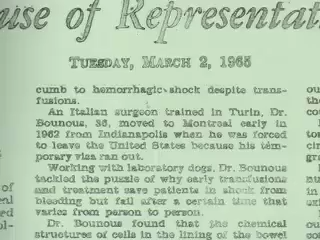 use of Representati
TUESDAY, MARCH 2, 1965
cumb to hemorrhagic shock despite trans-
fusions.
An Italian surgeon trained in Turin, Dr.
Bounous, 36, moved to Montreal early in
1962 from Indianapolis when he was forced
to leave the United States because his tem-
porary visa ran out.
Working with laboratory dogs, Dr. Bounous
tackled the puzzle of why early transfusions
and treatment save patients in shock from
bleeding but fail after a certain time that
varies from person to person.
Dr. Bounous found that the chemical
structures of cells in the lining of the bowel